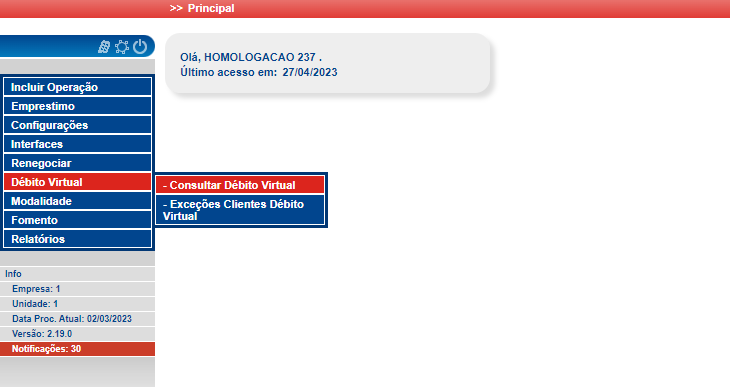 >> Principal
Olá, HOMOLOGACAO 237 .
Último acesso em: 27/04/2023
Incluir Operação
Emprestimo
Configurações
Interfaces
Renegociar
Débito Virtual
- Consultar Débito Virtual
- Exceções Clientes Débito
Virtual
Modalidade
Fomento
Relatórios
Info
Empresa: 1
Unidade: 1
Data Proc. Atual: 02/03/2023
Versão: 2.19.0
Notificações: 30